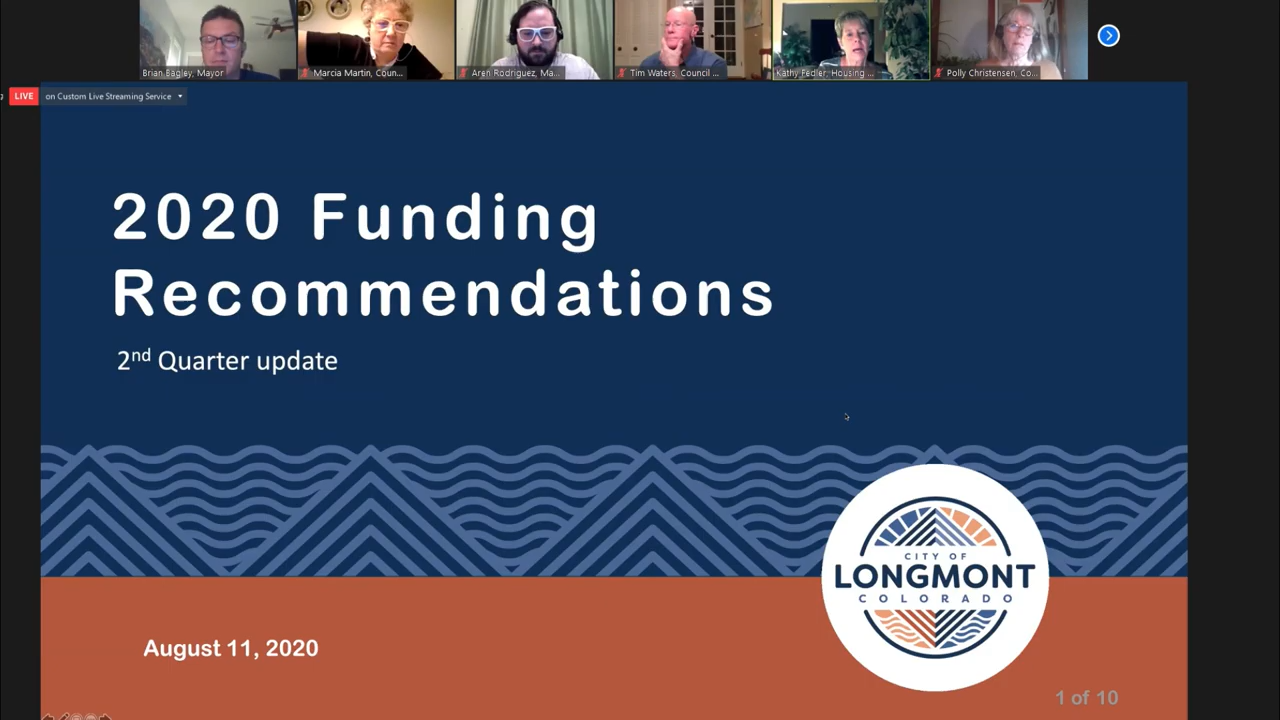 Brian Bagley, Mayor
Marcia Martin, Coun...
Aren Rodriguez, Ma...
Tim Waters, Council ...
Kathy Fedler, Housing ...
Polly Christensen, Co...
LIVE on Custom Live Streaming Service
2020 Funding
Recommendations
2nd Quarter update
CITY OF
LONGMONT
COLORADO
August 11, 2020
1 of 10